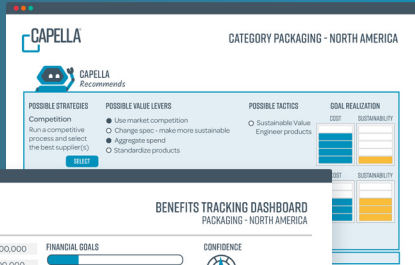 CAPELLA
CATEGORY PACKAGING - NORTH AMERICA
CAPELLA
Recommends
POSSIBLE STRATEGIES
POSSIBLE VALUE LEVERS
POSSIBLE TACTICS
GOAL REALIZATION
COST
SUSTAINABILITY
Competition
Run a competitive
process and select
the best supplier(s)
SELECT
Use market competition
Change spec - make more sustainable
Aggregate spend
Standardize products
Sustainable Value
Engineer products
COST
SUSTAINABILITY
BENEFITS TRACKING DASHBOARD
PACKAGING - NORTH AMERICA
00,000
FINANCIAL GOALS
CONFIDENCE